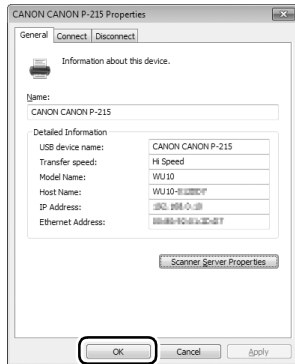 CANON CANON P-215 Properties
General Connect Disconnect
Information about this device.
Name:
CANON CANON P-215
Detailed Information
USB device name: CANON CANON P-215
Transfer speed: Hi Speed
Model Name: WU10
Host Name: WU10-
IP Address:
Ethernet Address:
Scanner Server Properties
OK Cancel Apply